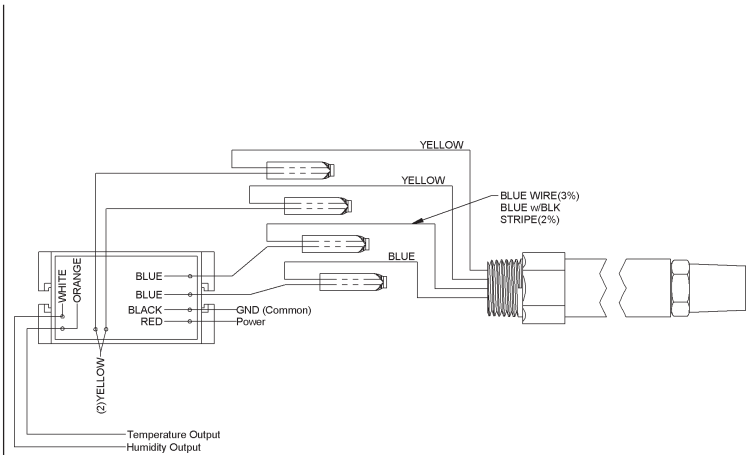 YELLOW
YELLOW
BLUE WIRE(3%)
BLUE w/BLK
STRIPE(2%)
BLUE
WHITE
ORANGE
BLUE
BLUE
BLACK
GND (Common)
RED
Power
(2)YELLOW
Temperature Output
Humidity Output